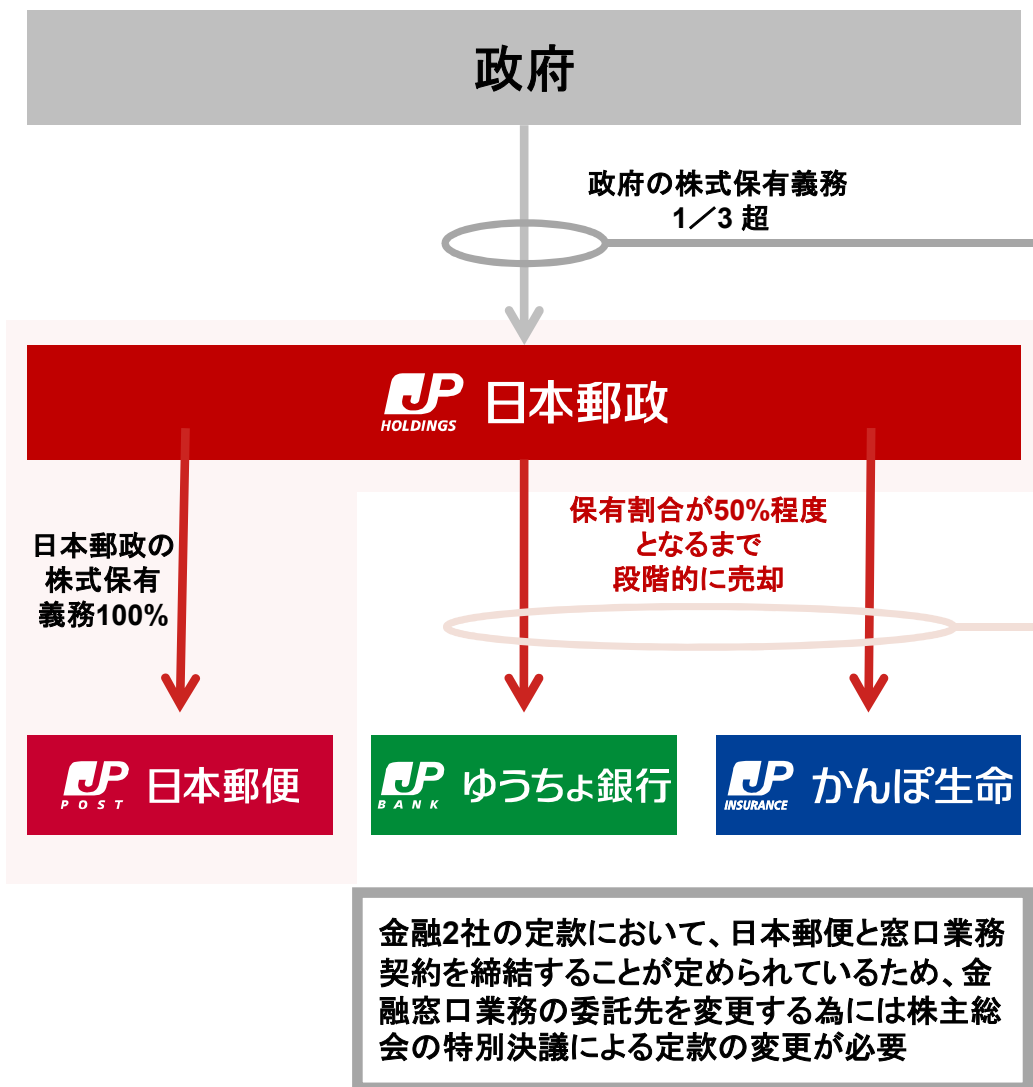 政府
政府の株式保有義務
1／3 超
JP 日本郵政
HOLDINGS
保有割合が50%程度
となるまで
段階的に売却
日本郵政の
株式保有
義務100%
JP 日本郵便
POST
JP ゆうちょ銀行
BANK
JP かんぽ生命
INSURANCE
金融2社の定款において、日本郵便と窓口業務
契約を締結することが定められているため、金
融窓口業務の委託先を変更する為には株主総
会の特別決議による定款の変更が必要